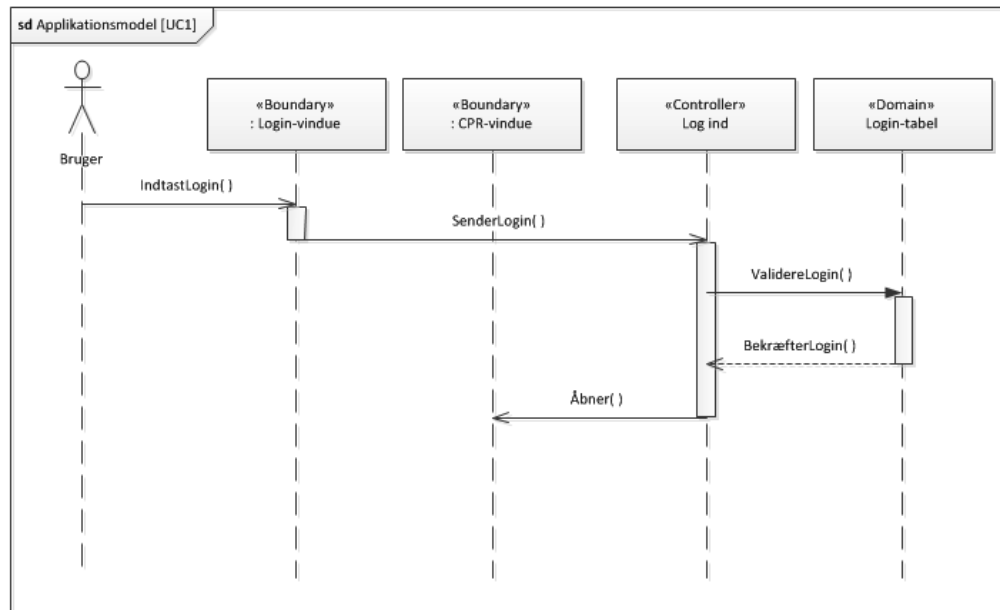 sd Applikationsmodel [UC1]
Bruger
«Boundary»
: Login-vindue
«Boundary»
: CPR-vindue
«Controller»
Log ind
«Domain»
Login-tabel
IndtastLogin( )
SenderLogin( )
ValidereLogin( )
BekræfterLogin( )
Åbner( )